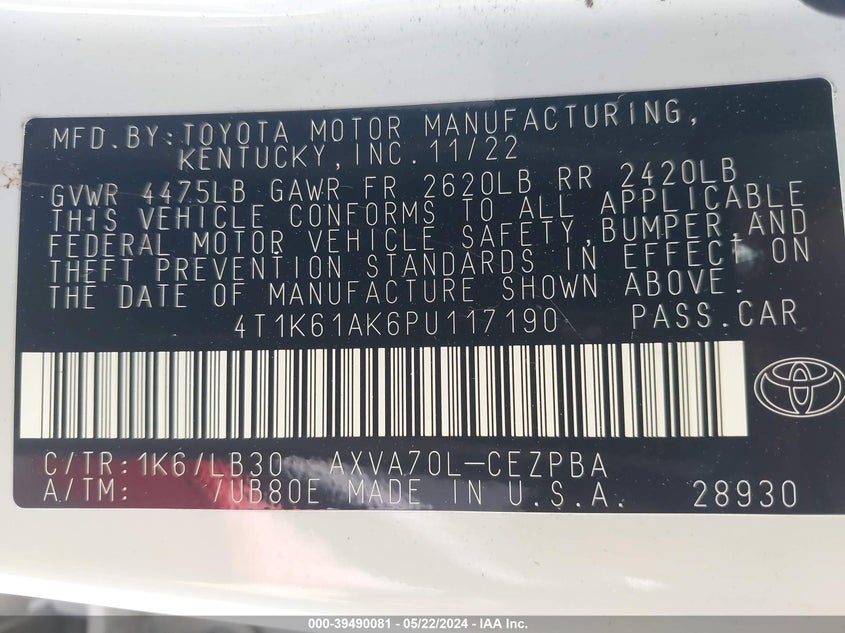 MFD.BY:TOYOTA MOTOR MANUFACTURING,
KENTUCKY,INC.11/22
GVWR 4475LB GAWR FR 2620LB RR 2420LB
THIS VEHICLE CONFORMS TO ALL APPLICABLE
FEDERAL MOTOR VEHICLE SAFETY,BUMPER,AND
THEFT PREVENTION STANDARDS IN EFFECT ON
THE DATE OF MANUFACTURE SHOWN ABOVE.
4T1K61AK6PU117190 PASS.CAR
C/TR:1K6/LB30 AXVA70L-CEZPBA
A/TM: 7UB80E MADE IN U.S.A. 28930
000-39490081 - 05/22/2024 - IAA Inc.